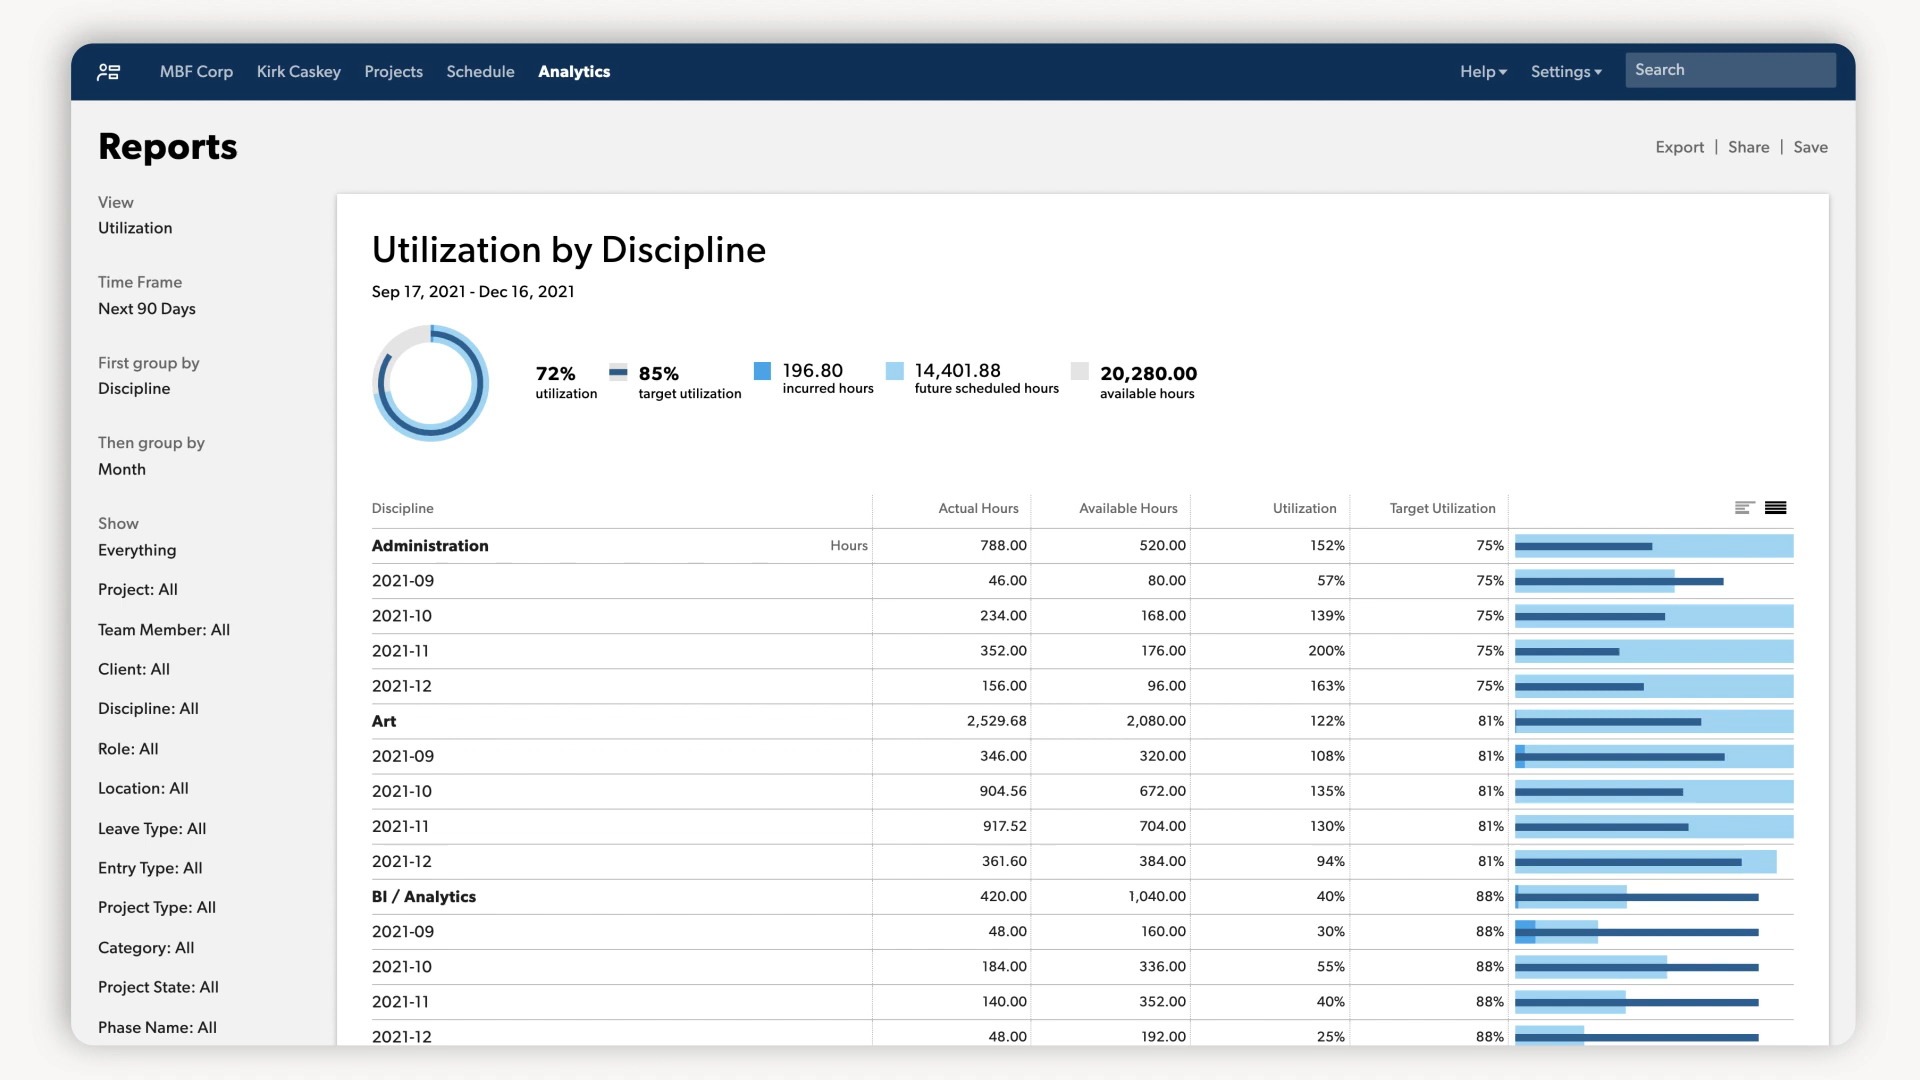 MBF Corp Kirk Caskey Projects Schedule Analytics Help Settings Search
Reports
Export | Share | Save
View
Utilization
Time Frame
Next 90 Days
First group by
Discipline
Then group by
Month
Show
Everything
Project: All
Team Member: All
Client: All
Discipline: All
Role: All
Location: All
Leave Type: All
Entry Type: All
Project Type: All
Category: All
Project State: All
Phase Name: All
Utilization by Discipline
Sep 17, 2021 - Dec 16, 2021
72% 85% 196.80 14,401.88 20,280.00
utilization target utilization incurred hours future scheduled hours available hours
Discipline Actual Hours Available Hours Utilization Target Utilization
Administration Hours 788.00 520.00 152% 75%
2021-09 46.00 80.00 57% 75%
2021-10 234.00 168.00 139% 75%
2021-11 352.00 176.00 200% 75%
2021-12 156.00 96.00 163% 75%
Art 2,529.68 2,080.00 122% 81%
2021-09 346.00 320.00 108% 81%
2021-10 904.56 672.00 135% 81%
2021-11 917.52 704.00 130% 81%
2021-12 361.60 384.00 94% 81%
BI / Analytics 420.00 1,040.00 40% 88%
2021-09 48.00 160.00 30% 88%
2021-10 184.00 336.00 55% 88%
2021-11 140.00 352.00 40% 88%
2021-12 48.00 192.00 25% 88%